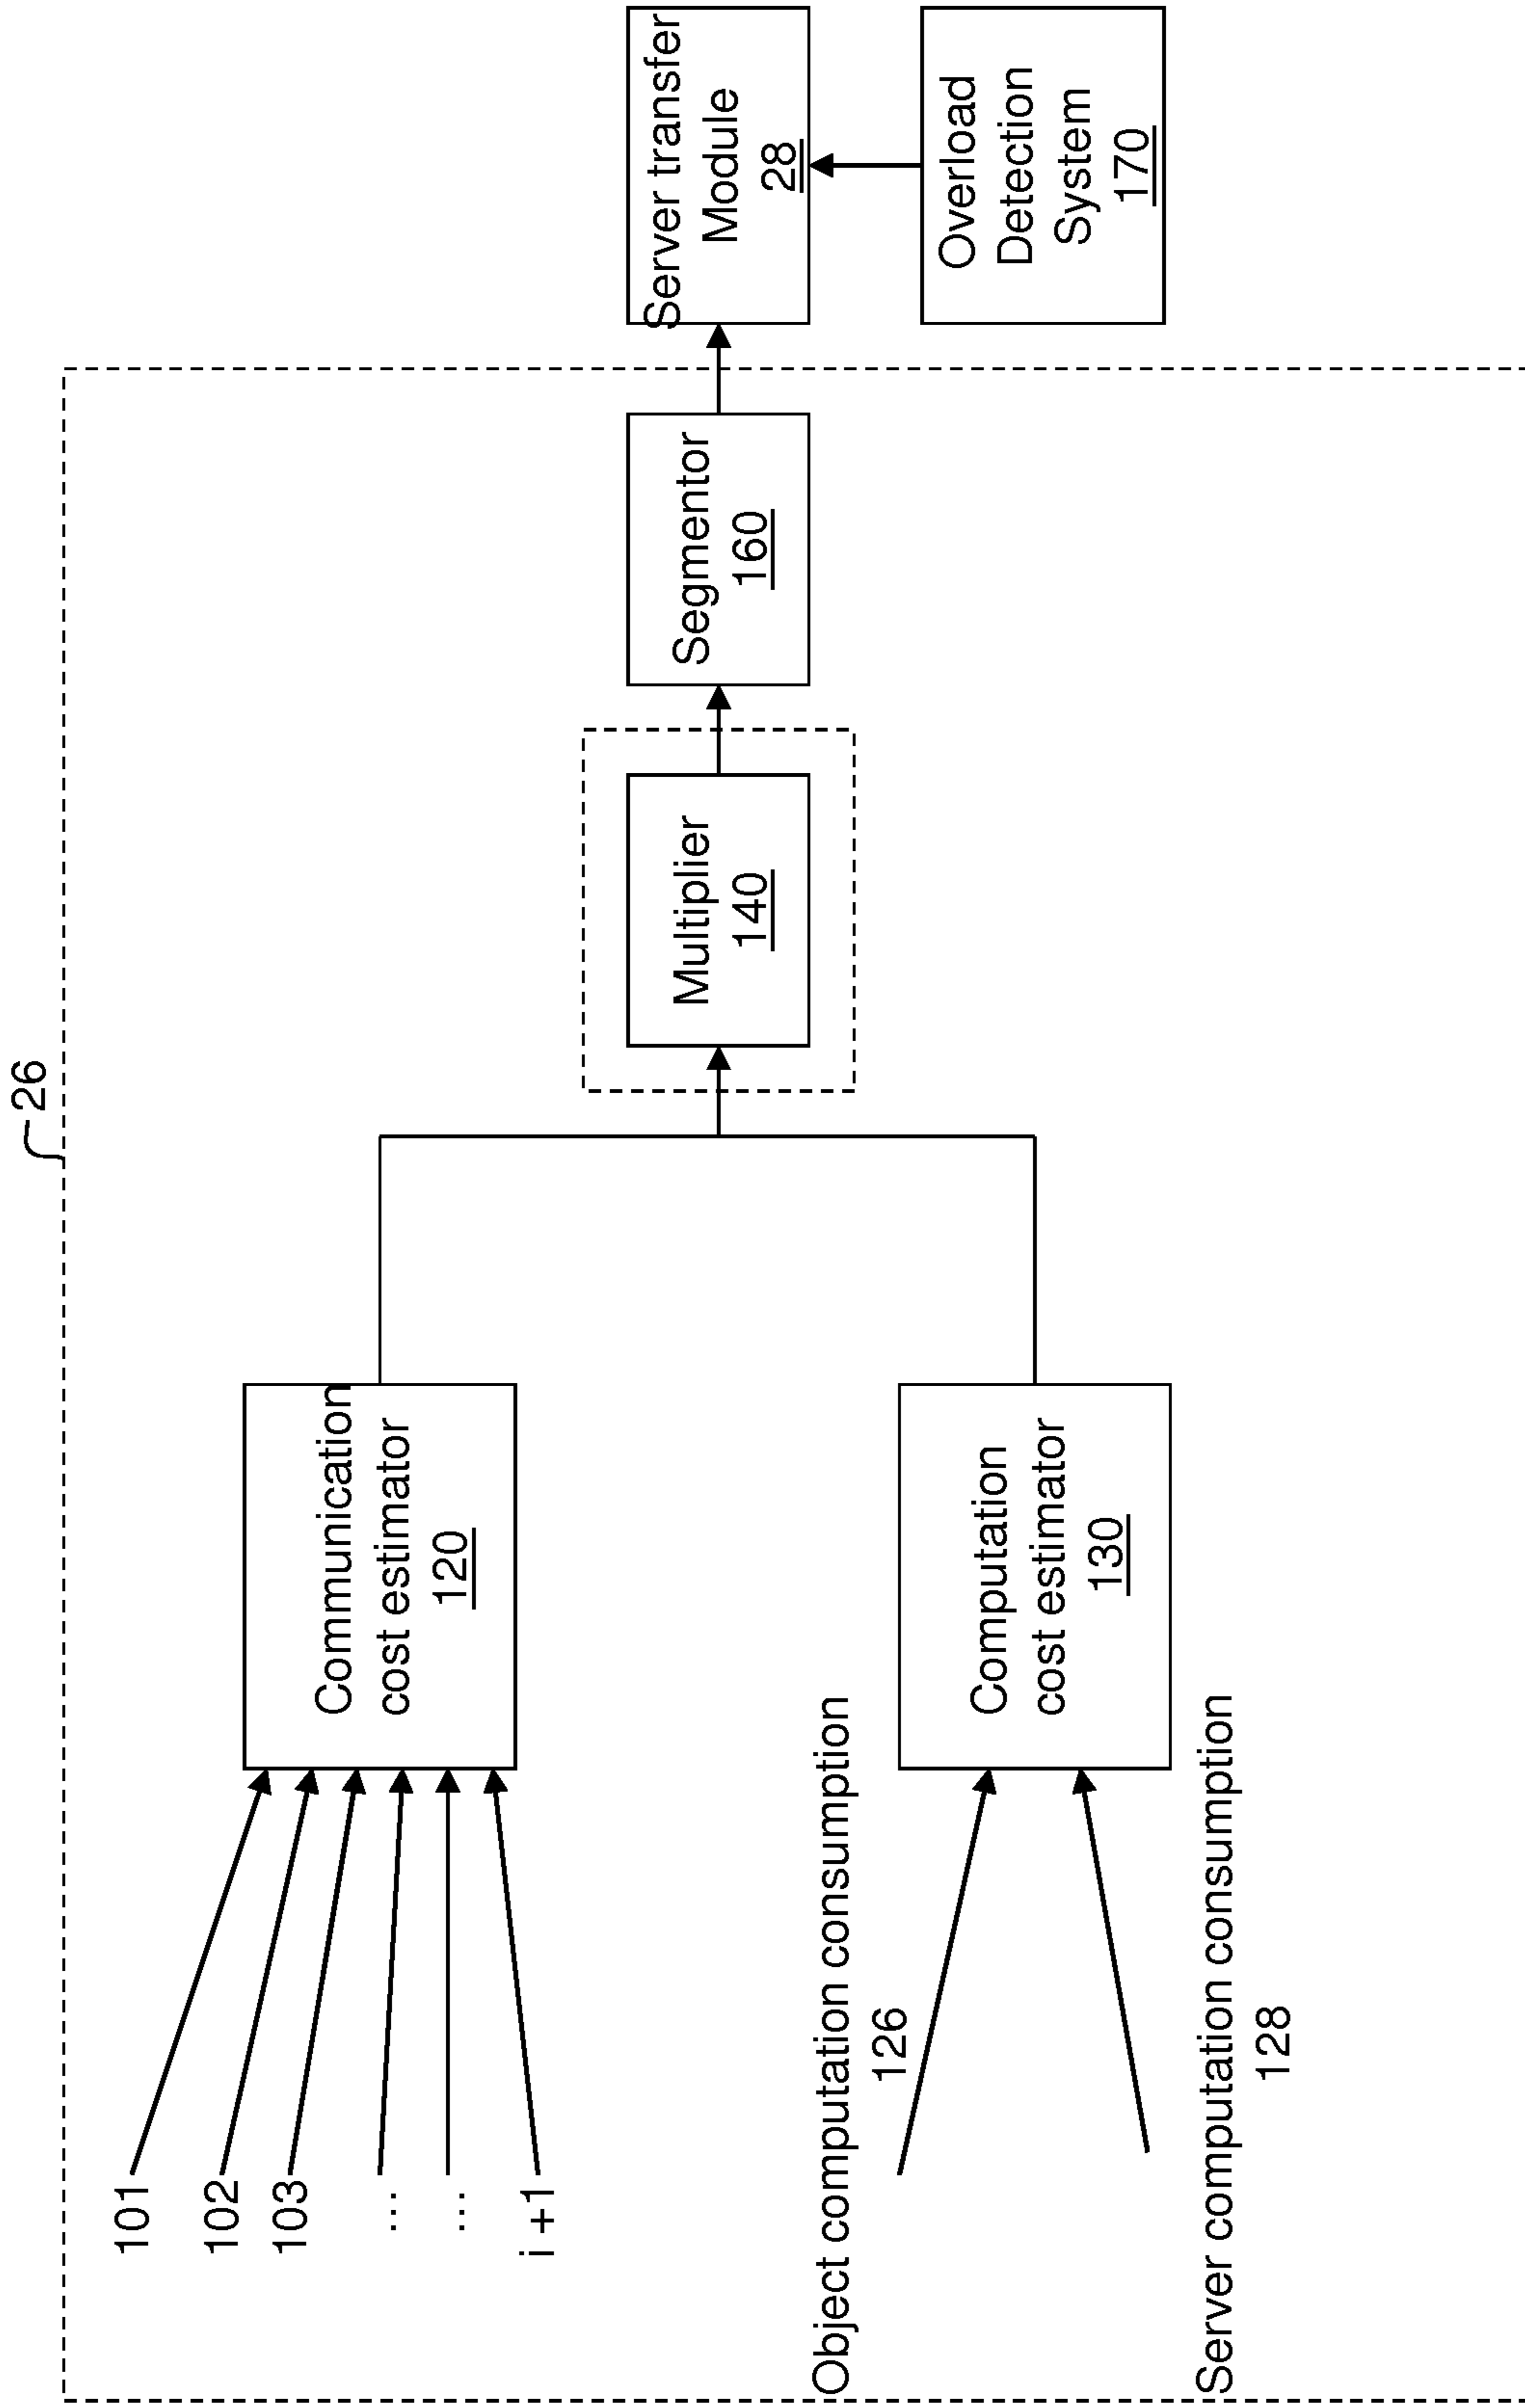 26
101
102
103
...
...
i +1
Communication
cost estimator
120
Object computation consumption
126
Server computation consumption
128
Computation
cost estimator
130
Multiplier
140
Segmentor
160
Server transfer
Module
28
Overload
Detection
System
170